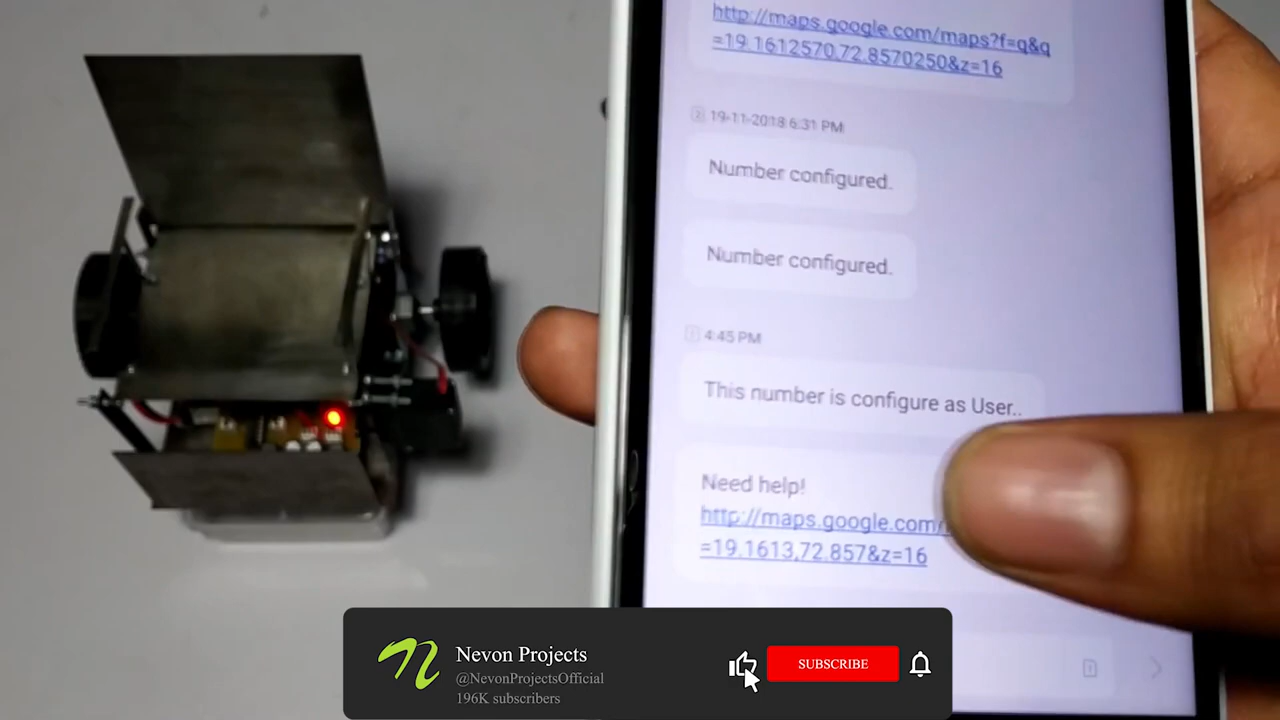 http://maps.google.com/maps?f=q&q
=19.1612570,72.8570250&z=16
19-11-2018 6:31 PM
Number configured.
Number configured.
4:45 PM
This number is configure as User..
Need help!
http://maps.google.com/
=19.1613,72.857&z=16
Nevon Projects
@NevonProjectsOfficial
196K subscribers
SUBSCRIBE